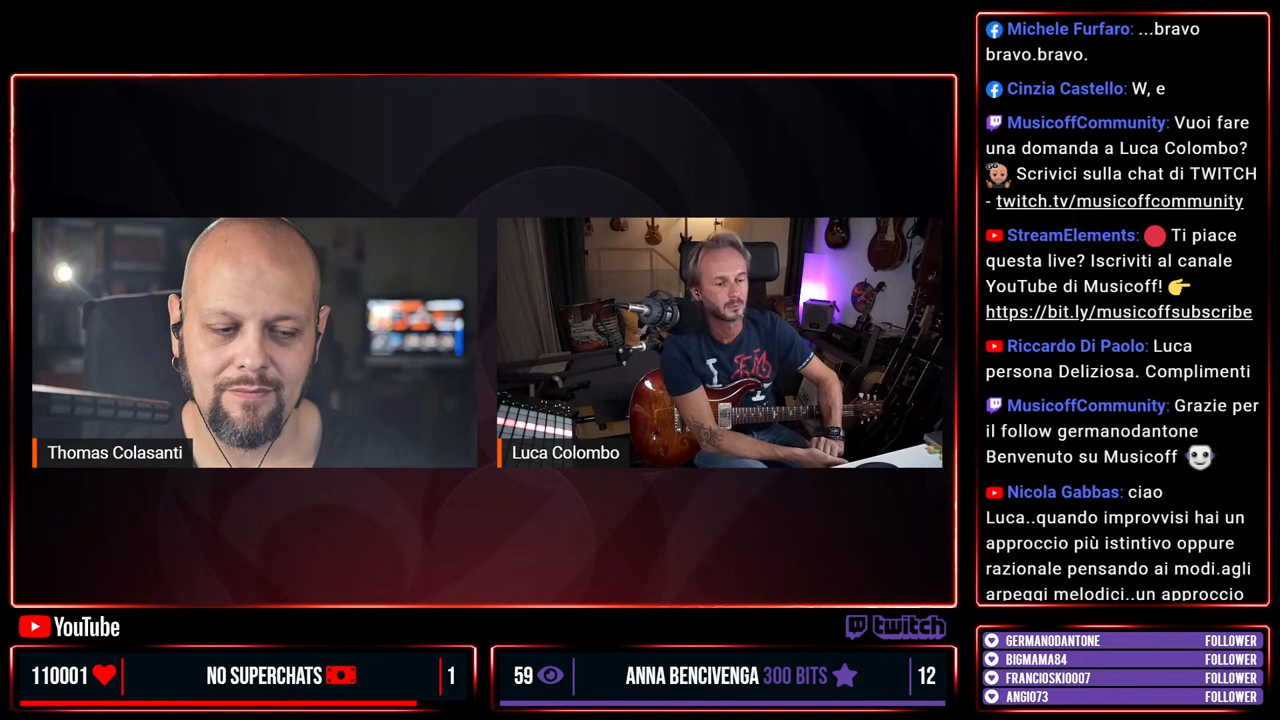 Michele Furfaro: ...bravo
bravo.bravo.
Cinzia Castello: W, e
MusicoffCommunity: Vuoi fare
una domanda a Luca Colombo?
Scrivici sulla chat di TWITCH
- twitch.tv/musicoffcommunity
StreamElements: Ti piace
questa live? Iscriviti al canale
YouTube di Musicoff!
https://bit.ly/musicoffsubscribe
Riccardo Di Paolo: Luca
persona Deliziosa. Complimenti
MusicoffCommunity: Grazie per
il follow germanodantone
Benvenuto su Musicoff
Nicola Gabbas: ciao
Luca..quando improvvisi hai un
approccio più istintivo oppure
razionale pensando ai modi.agli
arpeggi melodici..un approccio
Thomas Colasanti
Luca Colombo
YouTube
twitch
110001
NO SUPERCHATS
1
59
ANNA BENCIVENGA 300 BITS
12
GERMANODANTONE FOLLOWER
BIGMAMA84 FOLLOWER
FRANCIOSKI0007 FOLLOWER
ANGIO73 FOLLOWER